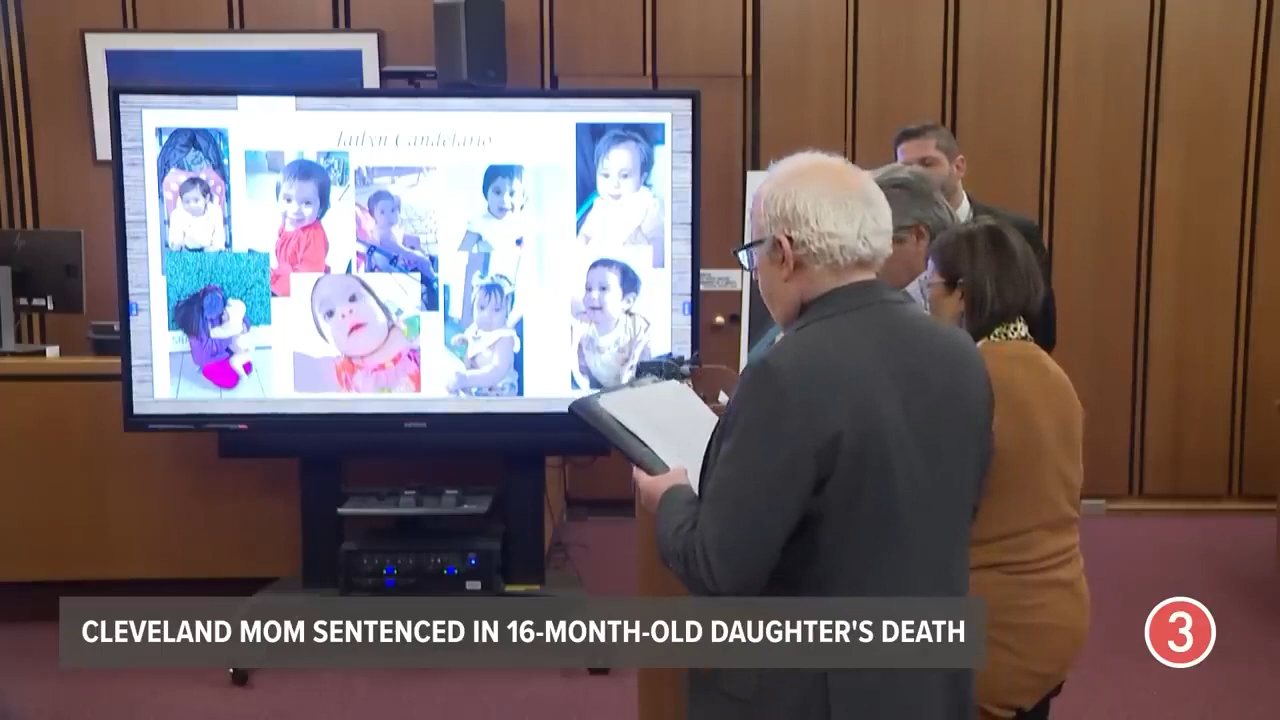 Jailyn Candelario
CLEVELAND MOM SENTENCED IN 16-MONTH-OLD DAUGHTER'S DEATH
3